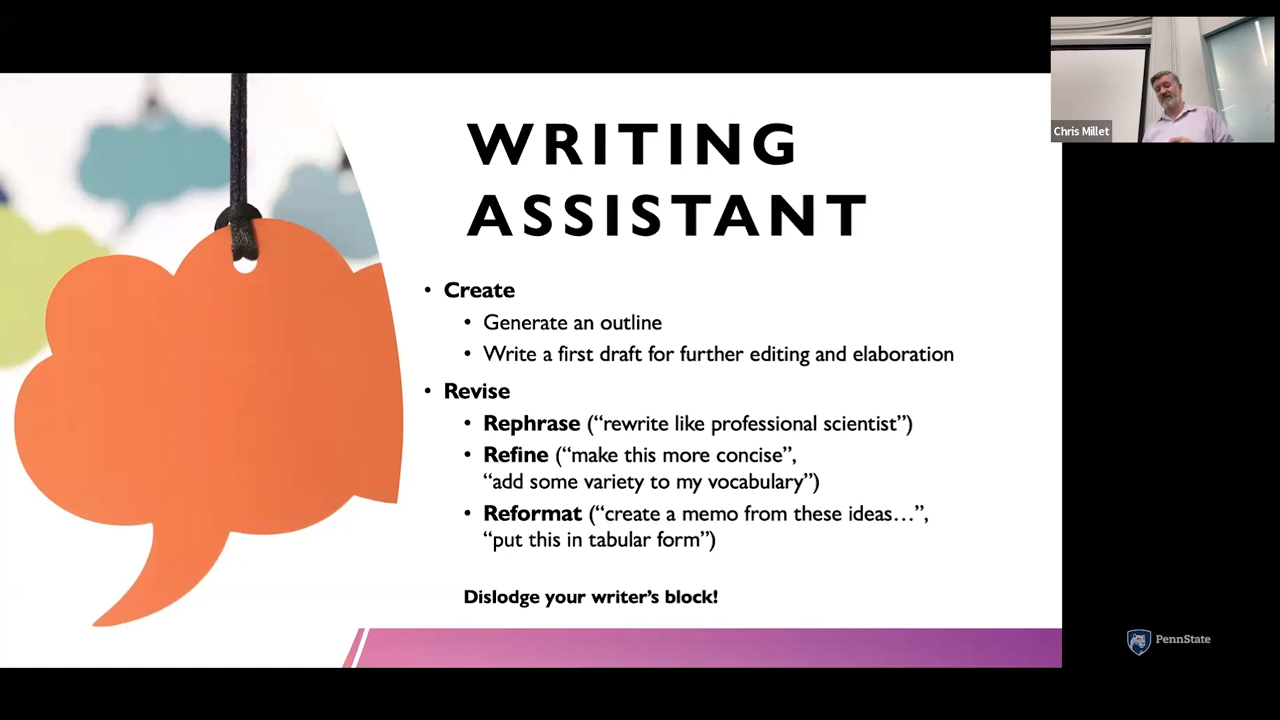 WRITING
ASSISTANT
• Create
• Generate an outline
• Write a first draft for further editing and elaboration
• Revise
• Rephrase (“rewrite like professional scientist”)
• Refine (“make this more concise”,
“add some variety to my vocabulary”)
• Reformat (“create a memo from these ideas…”,
“put this in tabular form”)
Dislodge your writer’s block!
Chris Millet
PennState